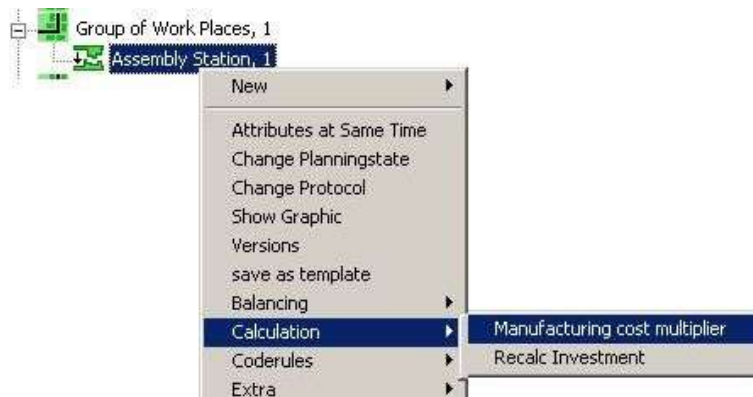 Group of Work Places, 1
Assembly Station, 1
New
Attributes at Same Time
Change Planningstate
Change Protocol
Show Graphic
Versions
save as template
Balancing
Calculation
Manufacturing cost multiplier
Coderules
Recalc Investment
Extra